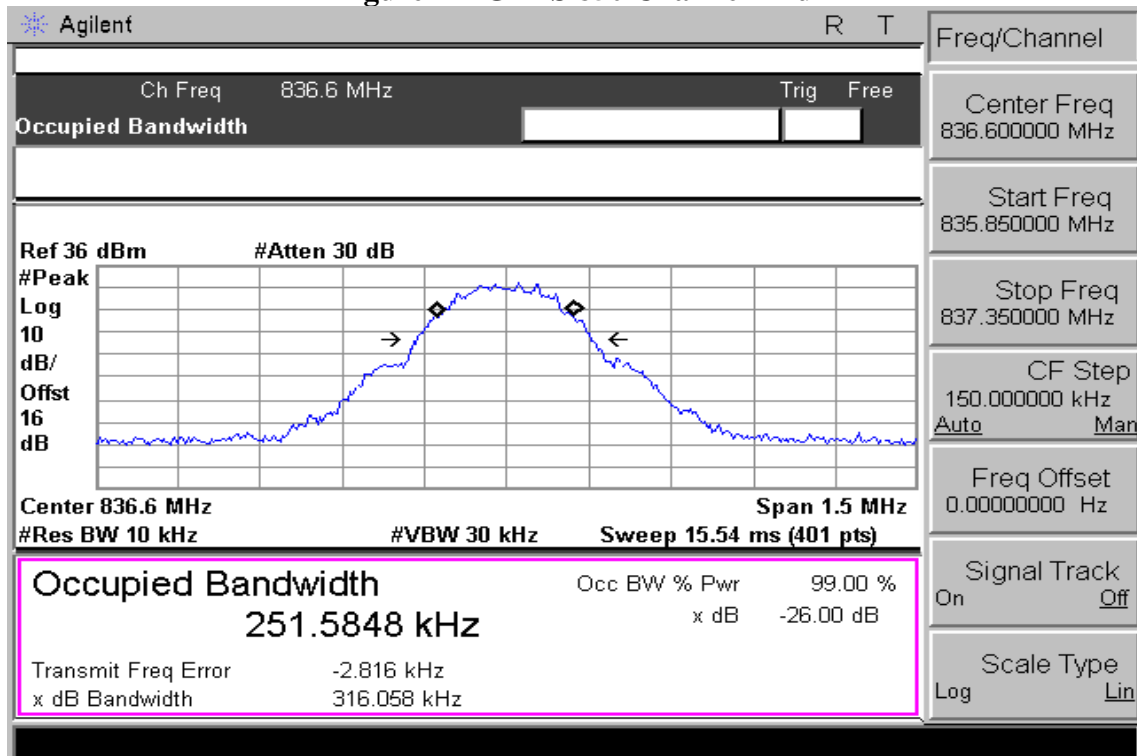 Agilent R T
Ch Freq 836.6 MHz Trig Free
Occupied Bandwidth
Ref 36 dBm #Atten 30 dB
#Peak
Log
10
dB/
Offst
16
dB
Center 836.6 MHz Span 1.5 MHz
#Res BW 10 kHz #VBW 30 kHz Sweep 15.54 ms (401 pts)
Occupied Bandwidth Occ BW % Pwr 99.00 %
251.5848 kHz x dB -26.00 dB
Transmit Freq Error -2.816 kHz
x dB Bandwidth 316.058 kHz
Freq/Channel
Center Freq
836.600000 MHz
Start Freq
835.850000 MHz
Stop Freq
837.350000 MHz
CF Step
150.000000 kHz
Auto Man
Freq Offset
0.00000000 Hz
Signal Track
On Off
Scale Type
Log Lin